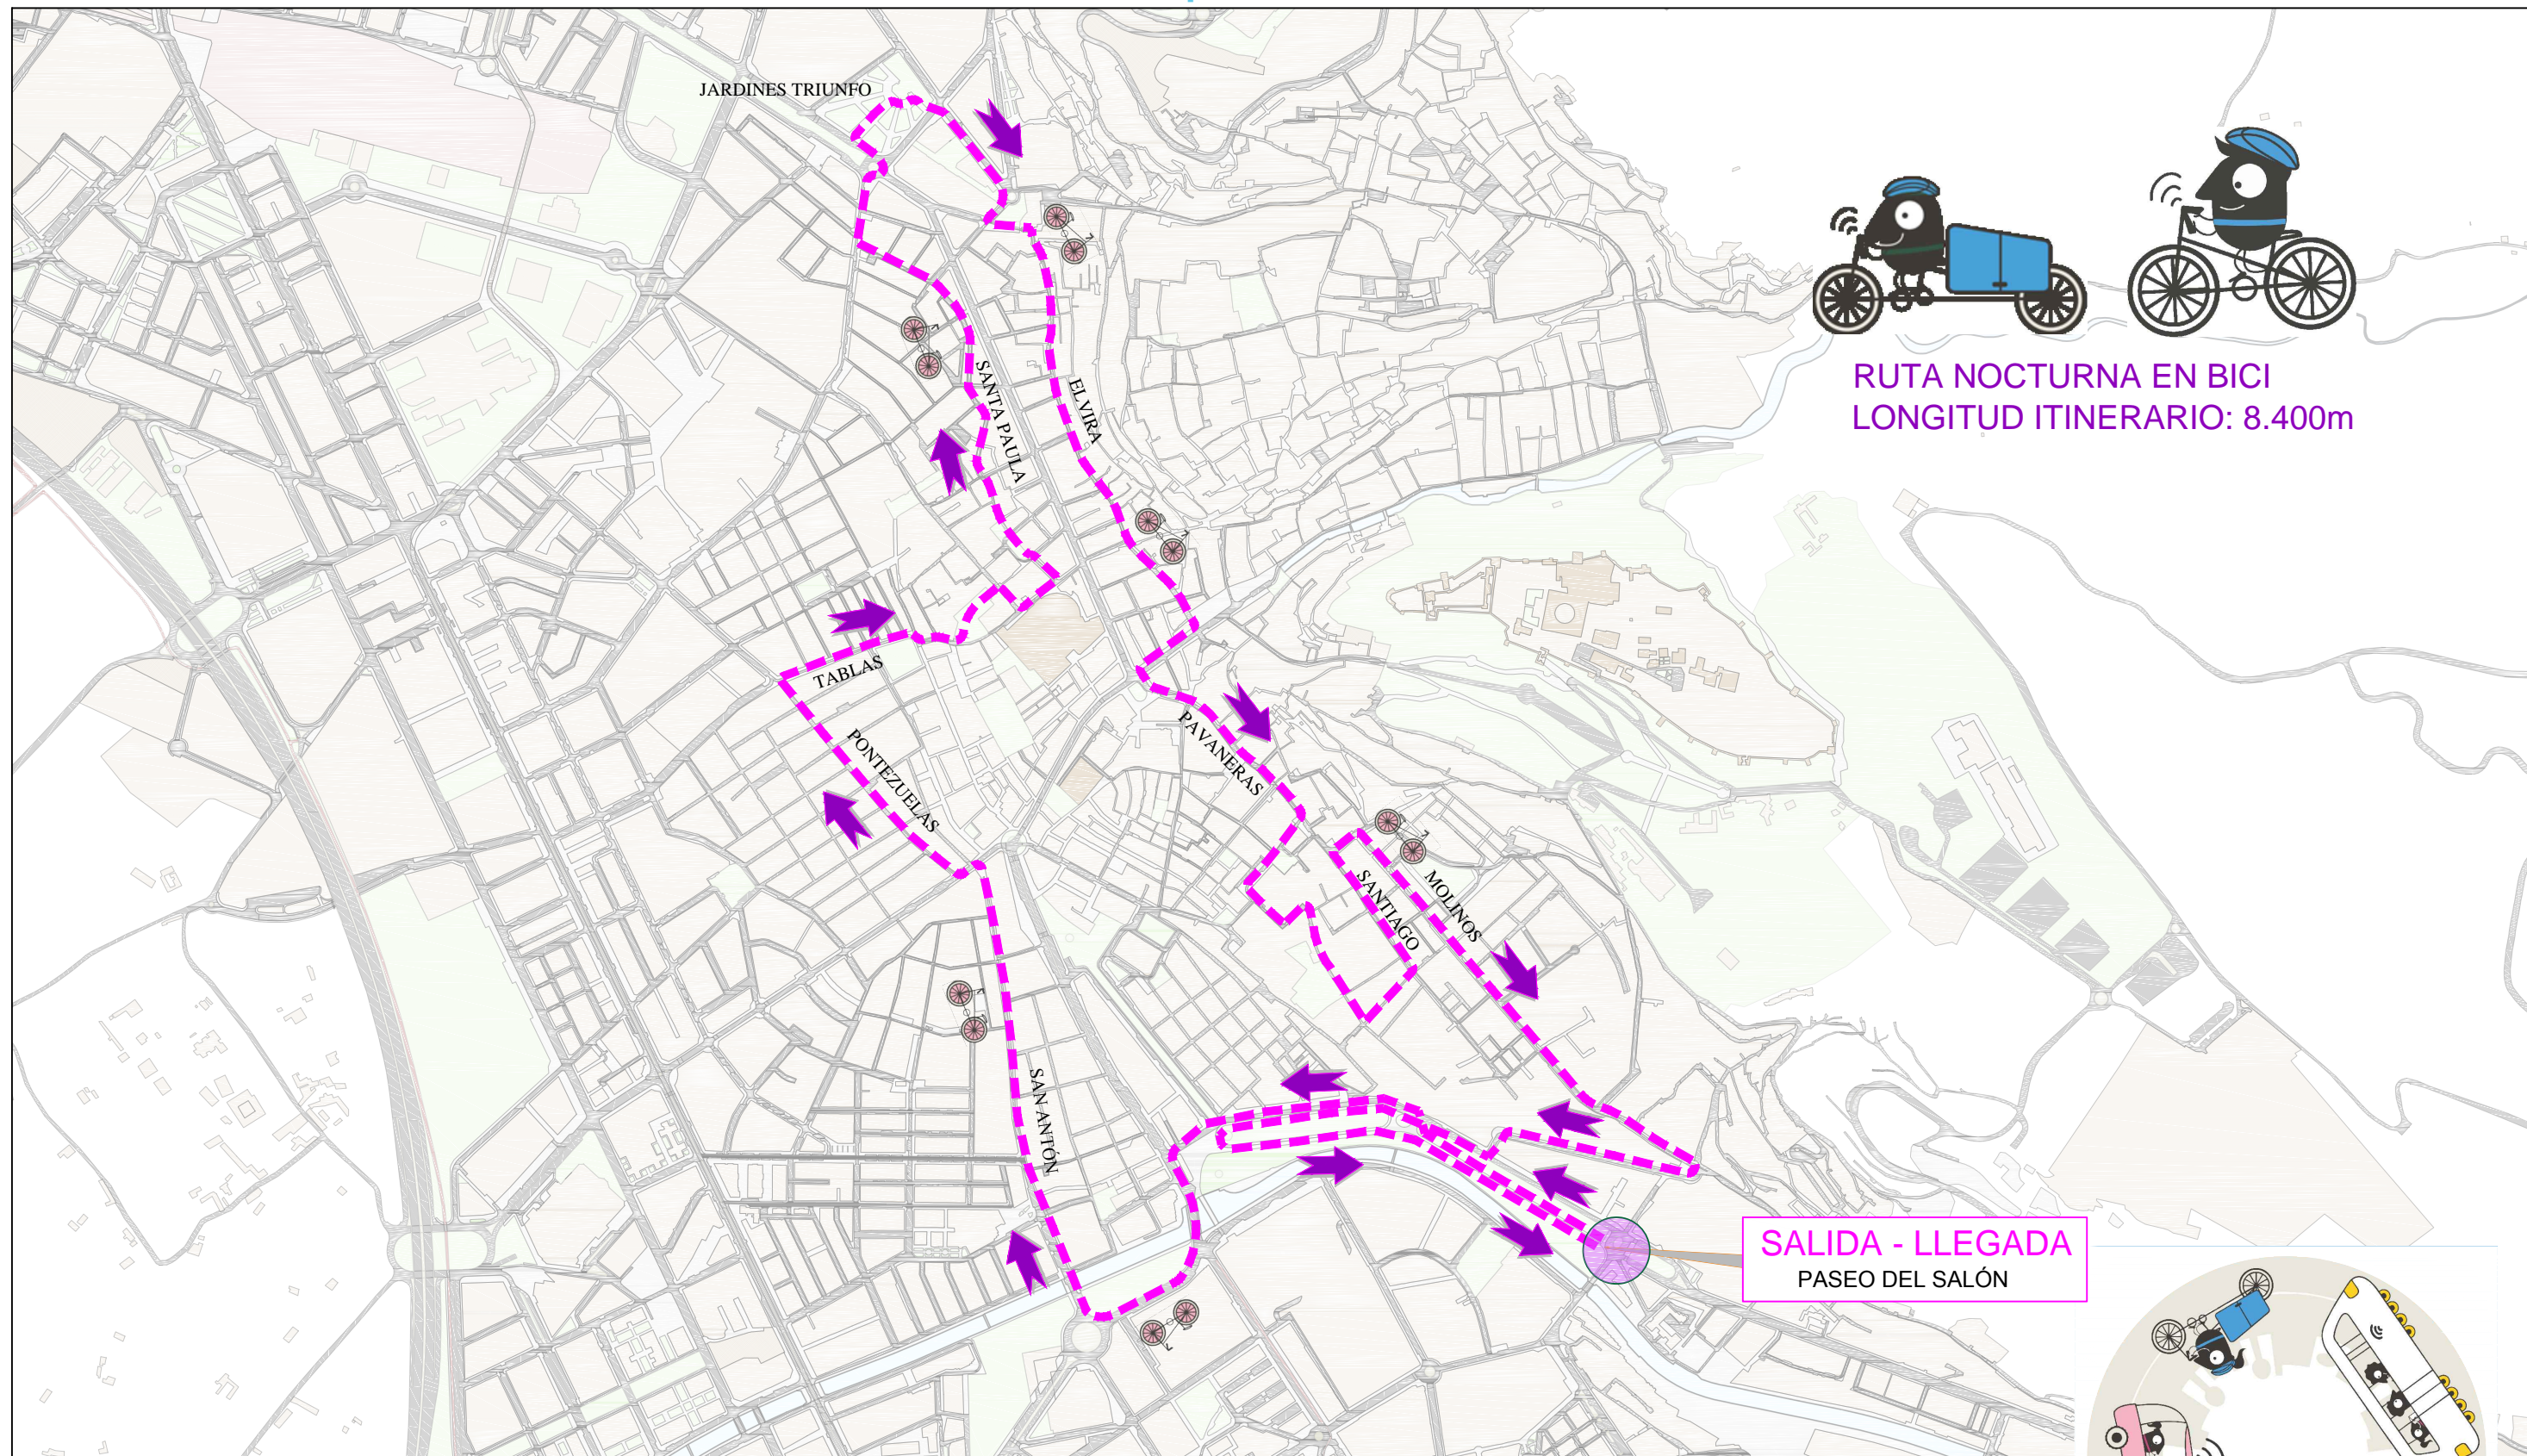 JARDINES TRIUNFO
RUTA NOCTURNA EN BICI
LONGITUD ITINERARIO: 8.400m
SANTA PAULA
ELVIRA
TABLAS
PONTEZUELAS
PAVANERAS
SANTIAGO
MOLINOS
SAN ANTÓN
SALIDA - LLEGADA
PASEO DEL SALÓN